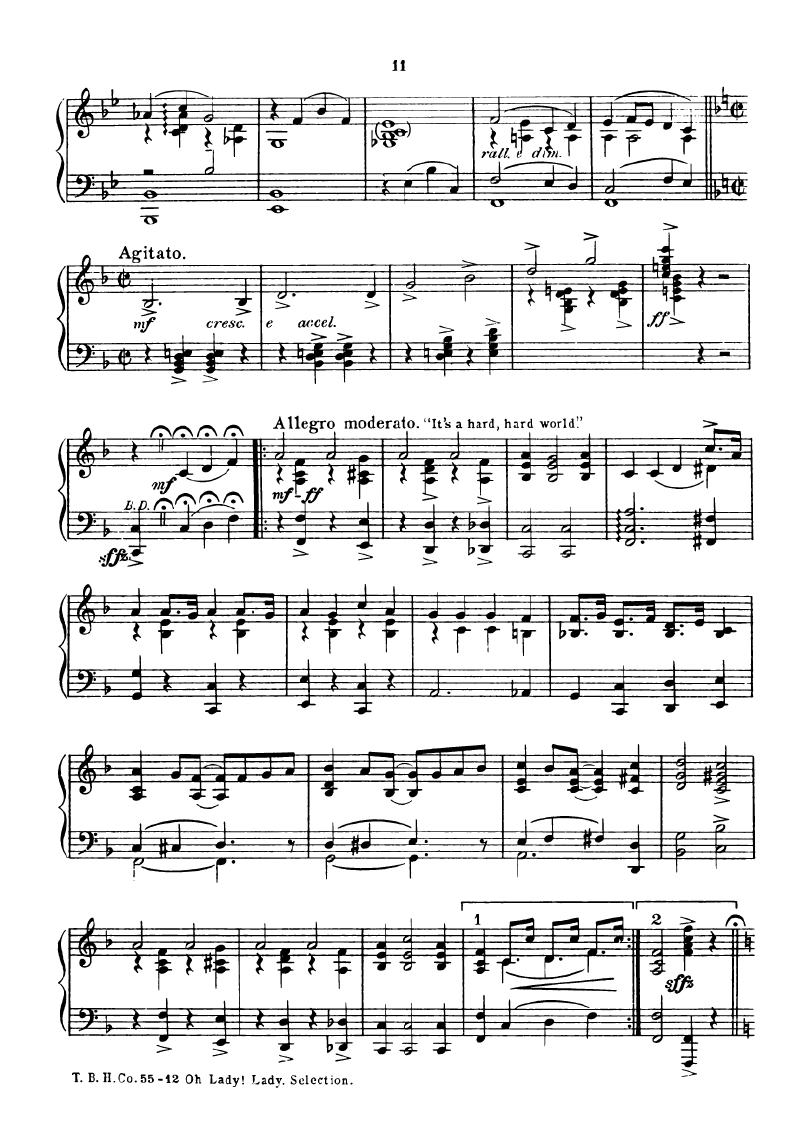 11
rall. e dim.
Agitato.
mf cresc. e accel.
ff
Allegro moderato. "It's a hard, hard world."
mf
mf-ff
B.D.
sffz
1 2
sffz
T. B. H. Co. 55-12 Oh Lady! Lady. Selection.